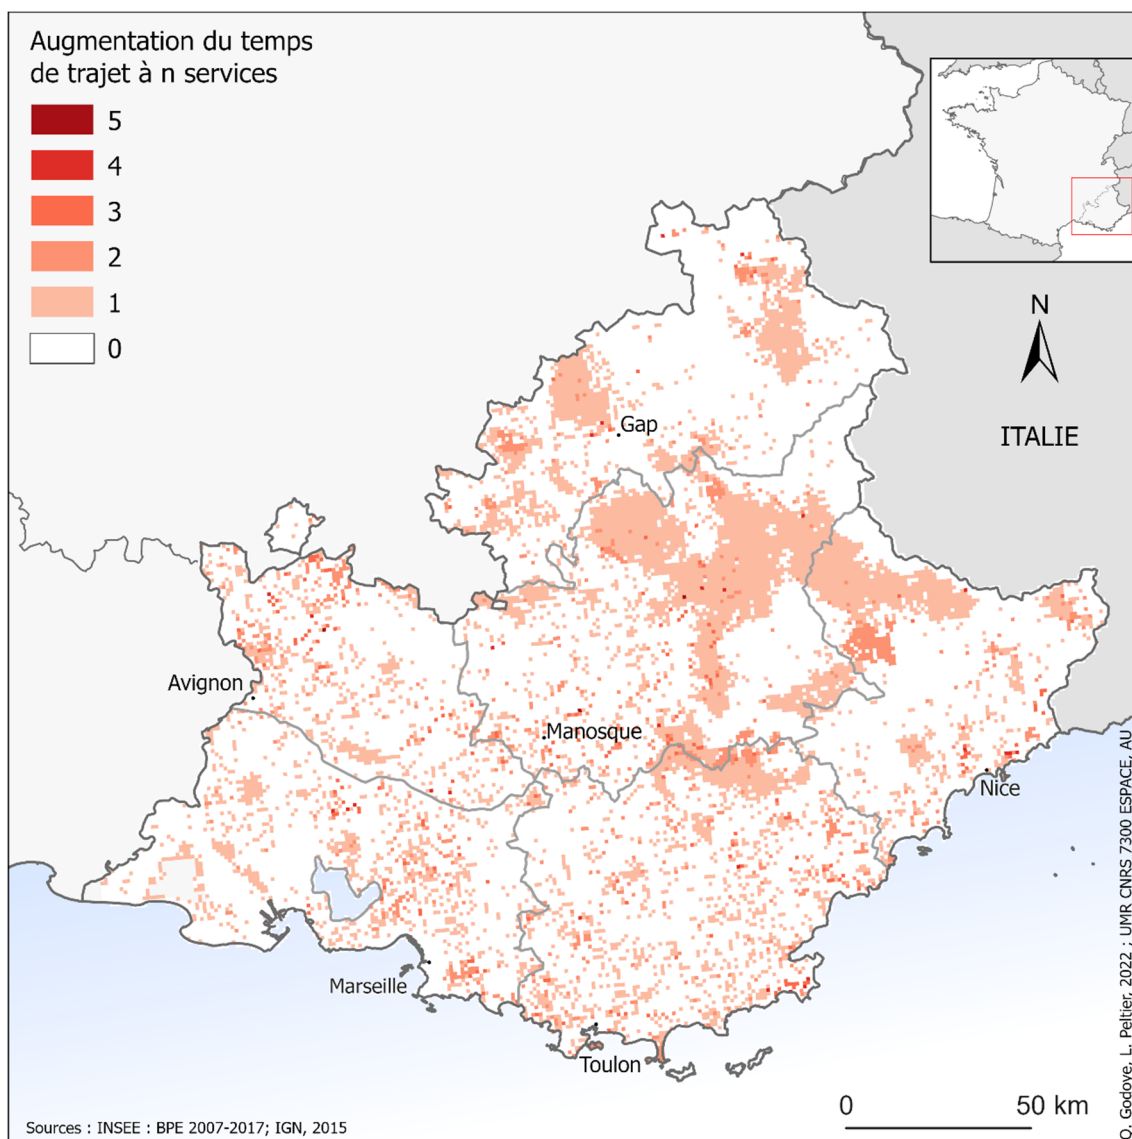 Augmentation du temps
de trajet à n services
5
4
3
2
1
0
N
ITALIE
Gap
Avignon
Manosque
Nice
Marseille
Toulon
0 50 km
Sources : INSEE : BPE 2007-2017; IGN, 2015
Q. Godoye, L. Peltier, 2022 ; UMR CNRS 7300 ESPACE, AU